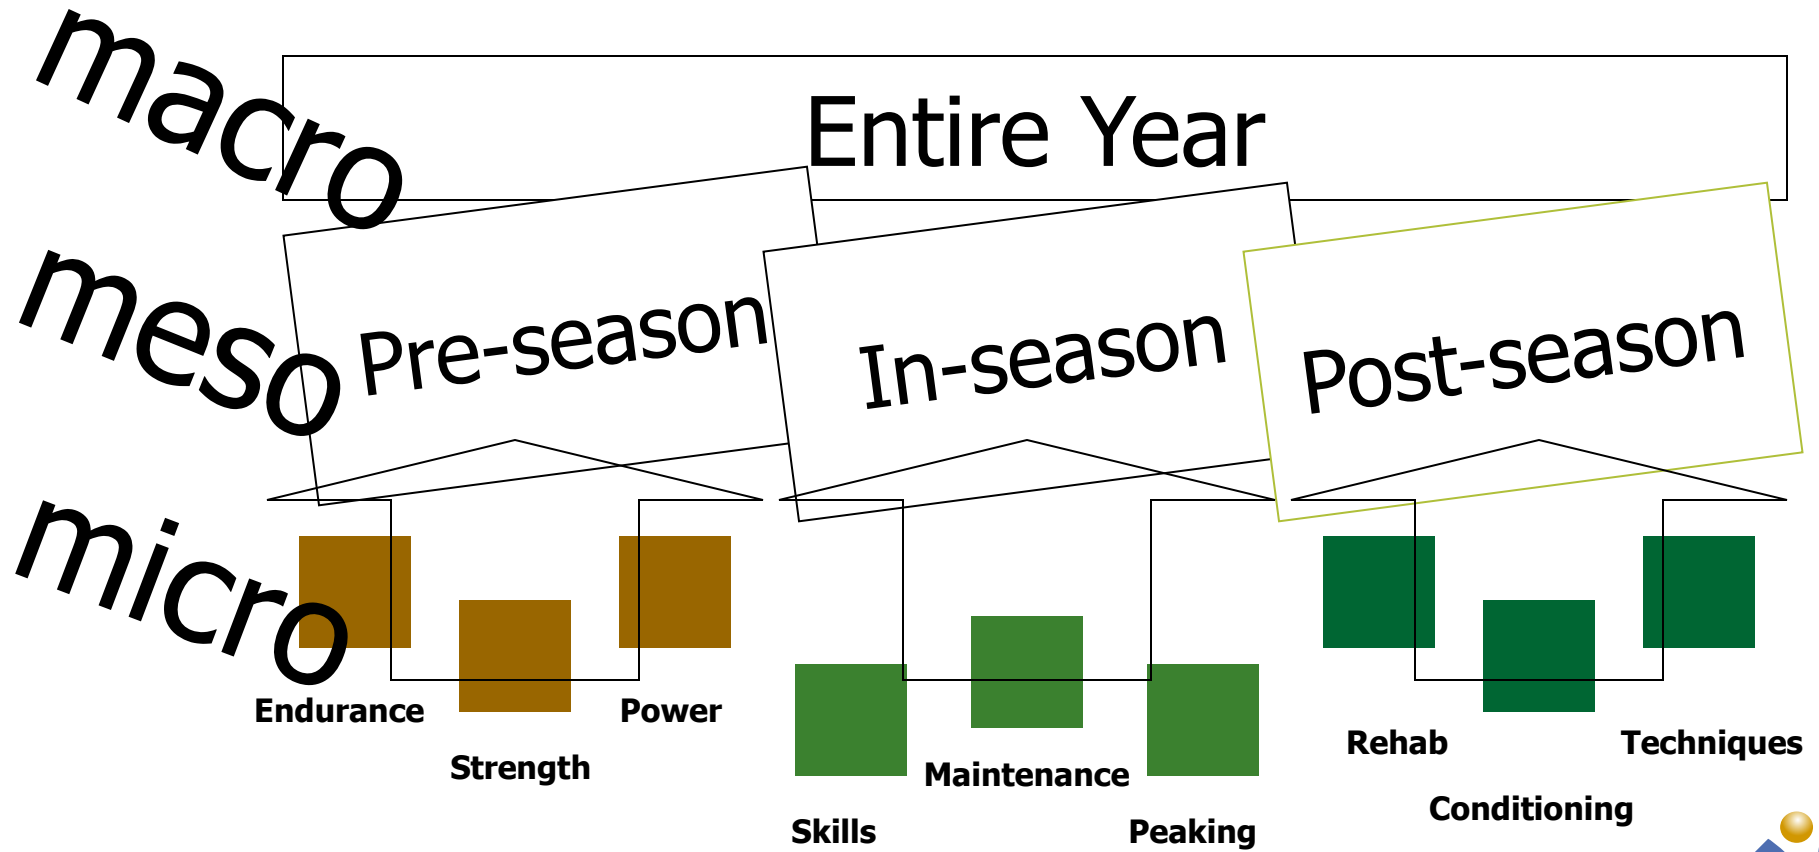 macro
Entire Year
meso
Pre-season
In-season
Post-season
micro
Endurance
Strength
Power
Skills
Maintenance
Peaking
Rehab
Conditioning
Techniques